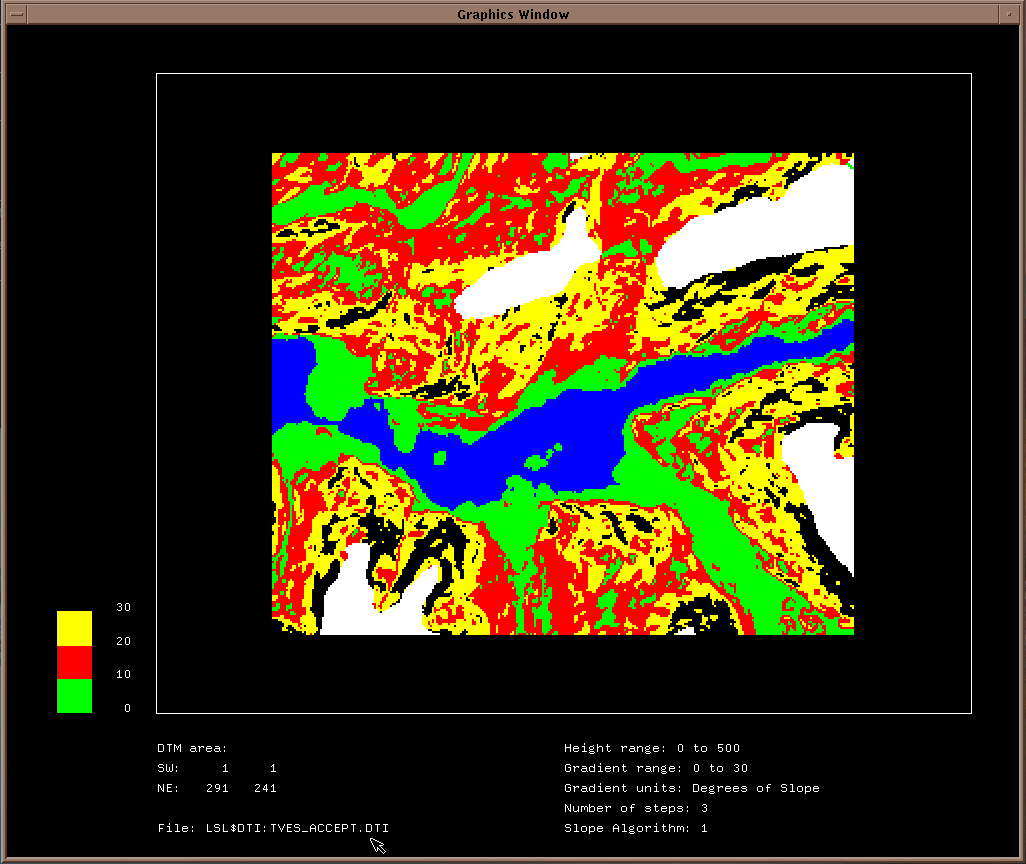 Graphics Window
30
20
10
0
DTM area:
SW: 1 1
NE: 291 241
File: LSL$DTI:TVES_ACCEPT.DTI
Height range: 0 to 500
Gradient range: 0 to 30
Gradient units: Degrees of Slope
Number of steps: 3
Slope Algorithm: 1